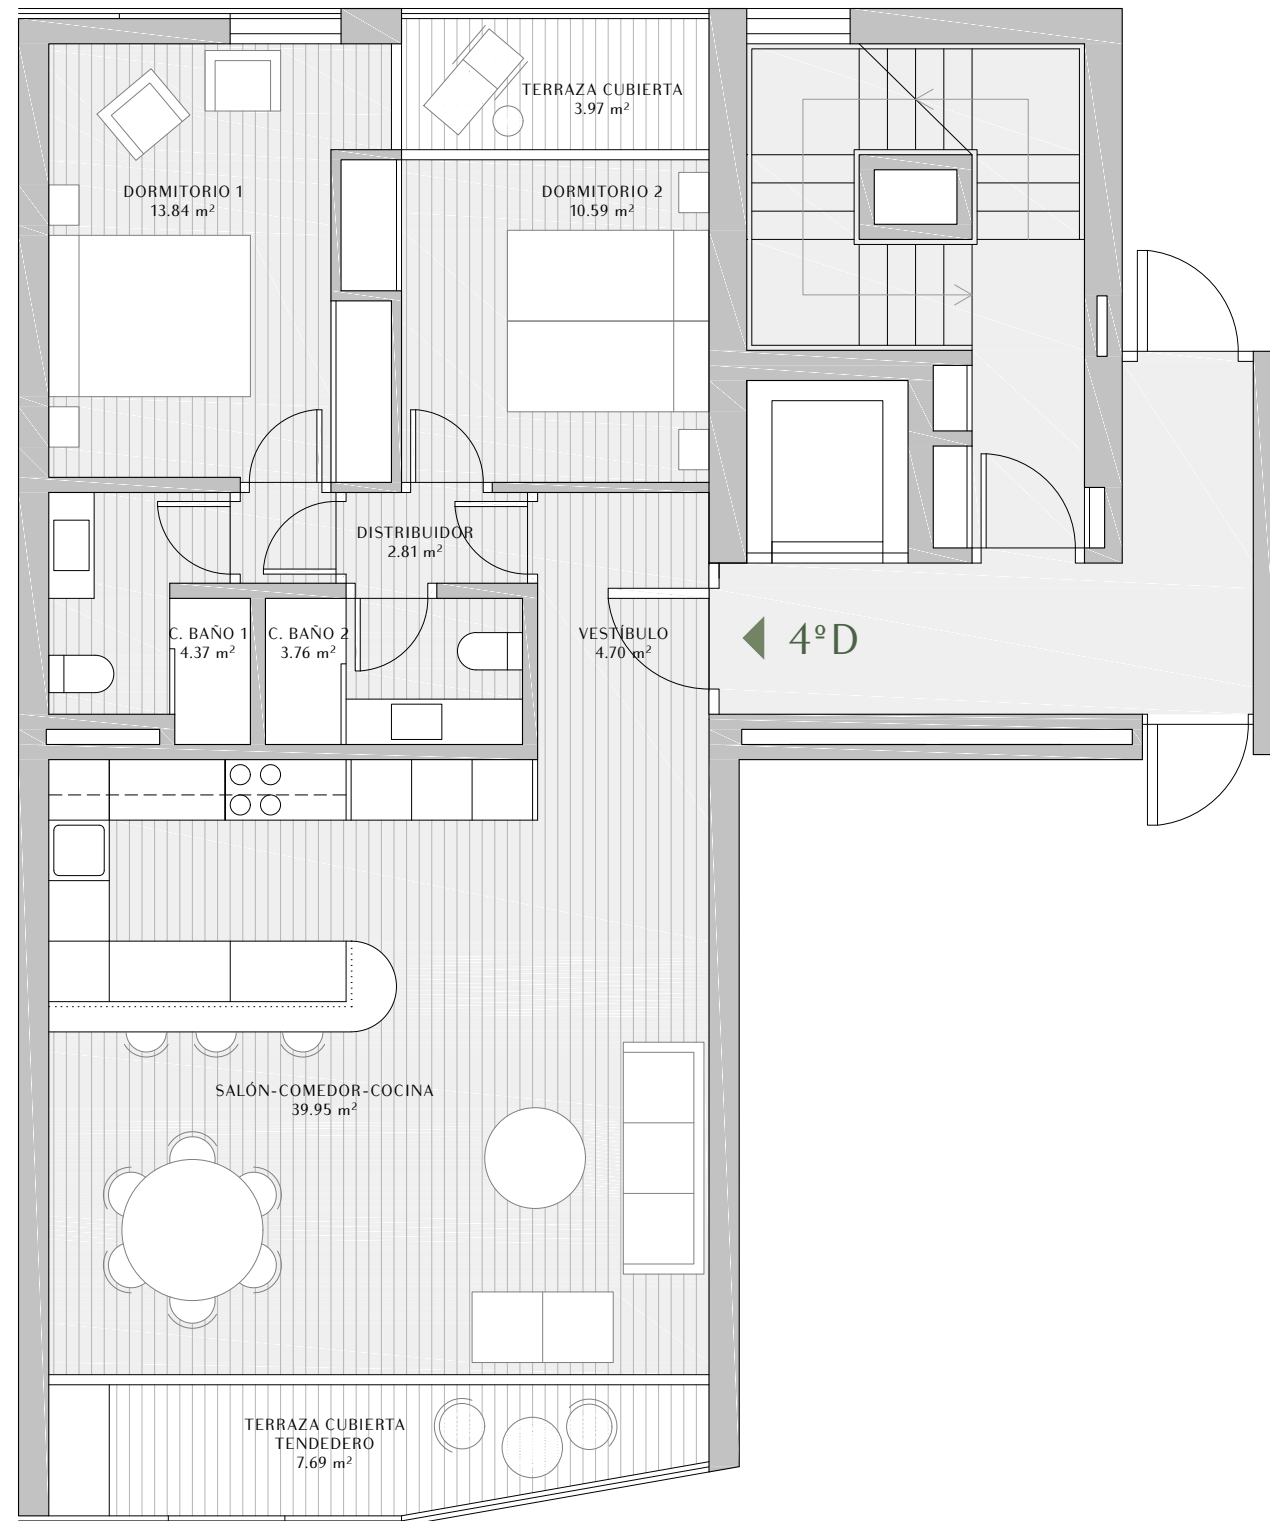 TERRAZA CUBIERTA
3.97 m²
DORMITORIO 1
13.84 m²
DORMITORIO 2
10.59 m²
DISTRIBUIDOR
2.81 m²
C. BAÑO 1
4.37 m²
C. BAÑO 2
3.76 m²
VESTÍBULO
4.70 m²
4ºD
SALÓN-COMEDOR-COCINA
39.95 m²
TERRAZA CUBIERTA
TENDEDERO
7.69 m²